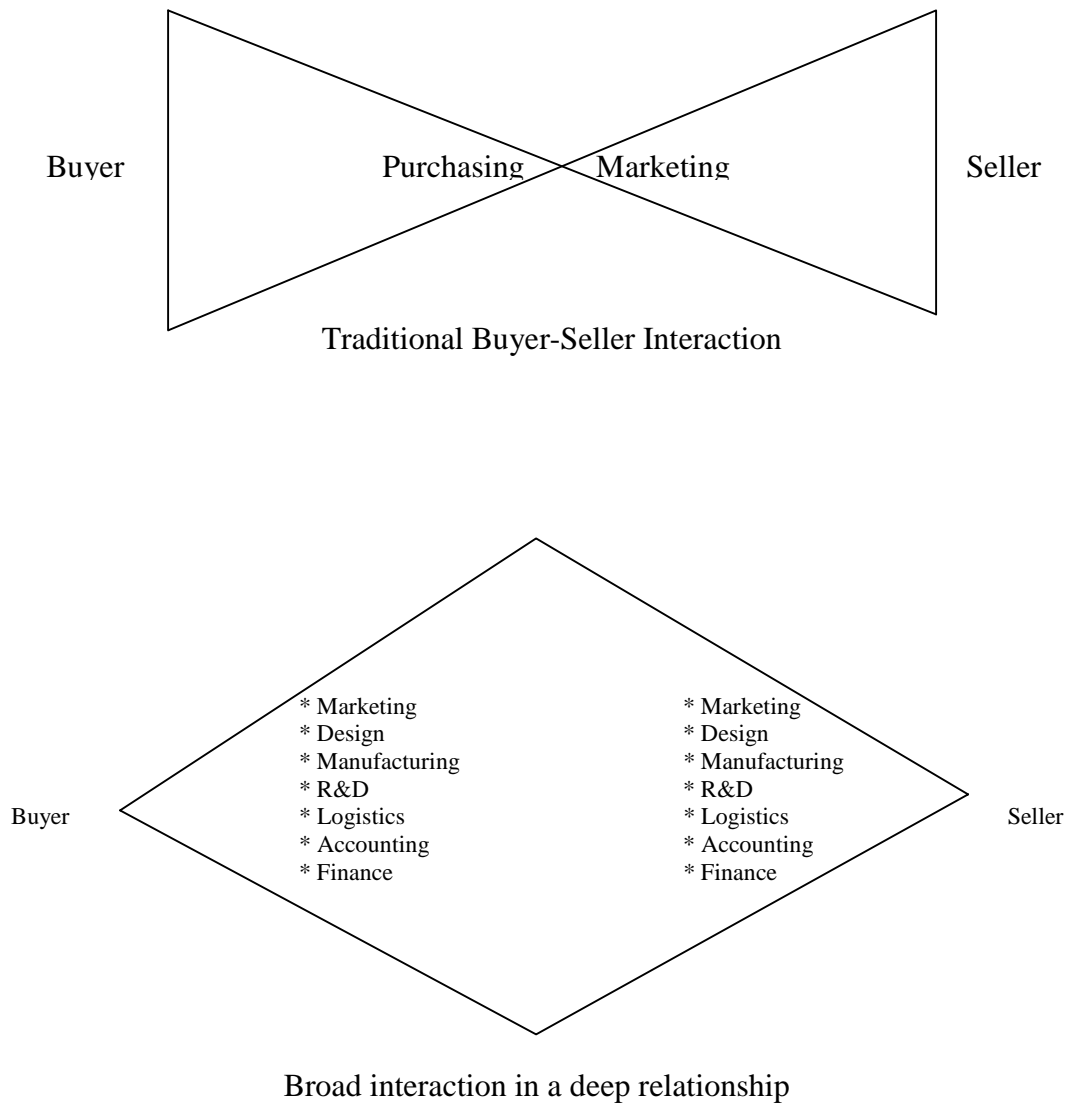 Buyer Purchasing Marketing Seller
Traditional Buyer-Seller Interaction
* Marketing
* Design
* Manufacturing
* R&D
* Logistics
* Accounting
* Finance
* Marketing
* Design
* Manufacturing
* R&D
* Logistics
* Accounting
* Finance
Buyer
Seller
Broad interaction in a deep relationship